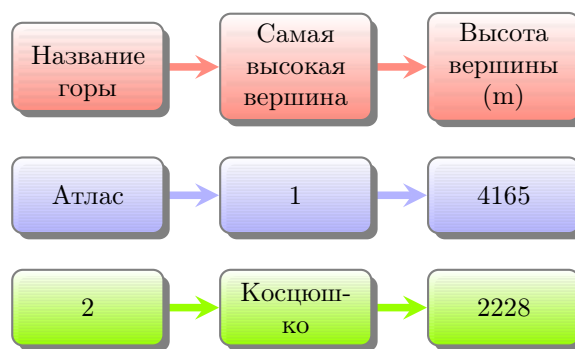 Название
горы
Самая
высокая
вершина
Высота
вершины
(m)
Атлас
1
4165
2
Косцюш-
ко
2228